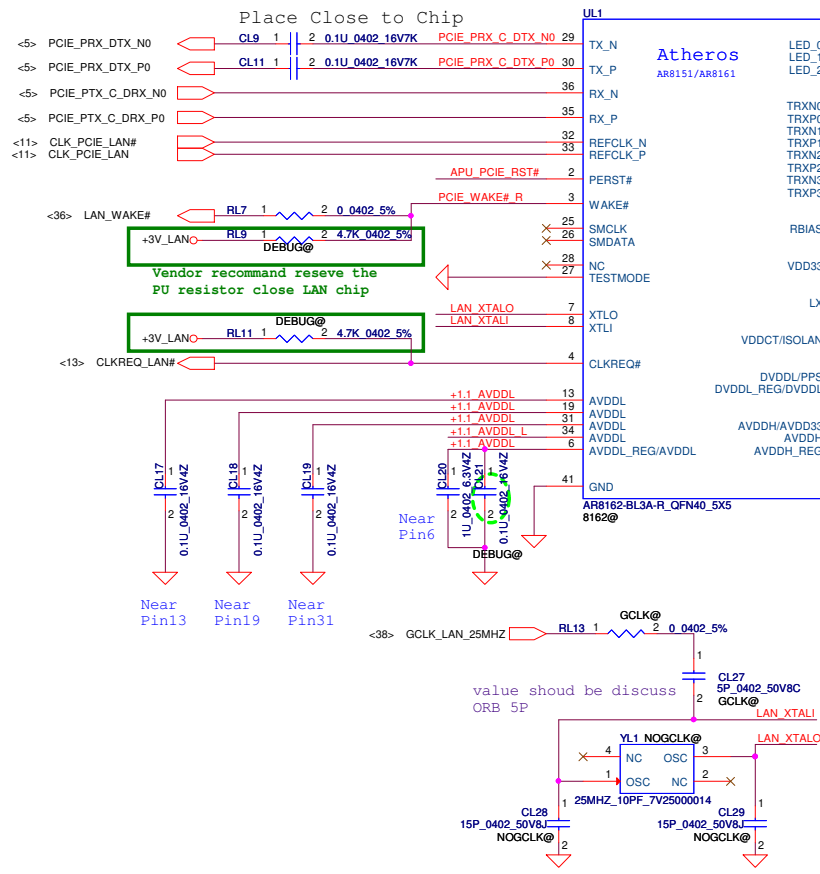 Place Close to Chip
UL1
<5> PCIE_PRX_DTX_N0 CL9 1 2 0.1U_0402_16V7K PCIE_PRX_C_DTX_N0 29 TX_N
Atheros
AR8151/AR8161
LED_0
LED_1
LED_2
<5> PCIE_PRX_DTX_P0 CL11 1 2 0.1U_0402_16V7K PCIE_PRX_C_DTX_P0 30 TX_P
<5> PCIE_PTX_C_DRX_N0 36 RX_N
<5> PCIE_PTX_C_DRX_P0 35 RX_P
TRXN0
TRXP0
TRXN1
TRXP1
TRXN2
TRXP2
TRXN3
TRXP3
<11> CLK_PCIE_LAN# 32 REFCLK_N
<11> CLK_PCIE_LAN 33 REFCLK_P
APU_PCIE_RST# 2 PERST#
PCIE_WAKE#_R 3 WAKE#
<36> LAN_WAKE# RL7 1 2 0_0402_5%
+3V_LAN RL9 1 2 4.7K_0402_5%
DEBUG@
25 SMCLK RBIAS
26 SMDATA
Vendor recommand reseve the
PU resistor close LAN chip
28 NC VDD33
27 TESTMODE
LAN_XTALO 7 XTLO LX
LAN_XTALI 8 XTLI
DEBUG@
+3V_LAN RL11 1 2 4.7K_0402_5%
VDDCT/ISOLAN
<13> CLKREQ_LAN# 4 CLKREQ#
DVDDL/PPS
DVDDL_REG/DVDDL
+1.1_AVDDL 13 AVDDL
+1.1_AVDDL 19 AVDDL
+1.1_AVDDL 31 AVDDL AVDDH/AVDD33
+1.1_AVDDL_L 34 AVDDL AVDDH
+1.1_AVDDL 6 AVDDL_REG/AVDDL AVDDH_REG
CL17 1 2 0.1U_0402_16V4Z
CL18 1 2 0.1U_0402_16V4Z
CL19 1 2 0.1U_0402_16V4Z
CL20 1 2 1U_0402_6.3V4Z
CL21 1 2 0.1U_0402_16V4Z
DEBUG@
41 GND
AR8162-BL3A-R_QFN40_5X5
8162@
Near
Pin6
Near
Pin13
Near
Pin19
Near
Pin31
GCLK@
<38> GCLK_LAN_25MHZ RL13 1 2 0_0402_5%
1
CL27
5P_0402_50V8C
2 GCLK@
value shoud be discuss
ORB 5P
LAN_XTALI
YL1 NOGCLK@
LAN_XTALO
4 NC OSC 3
1 OSC NC 2
25MHZ_10PF_7V25000014
CL28 1
15P_0402_50V8J
NOGCLK@ 2
CL29 1
15P_0402_50V8J
NOGCLK@ 2